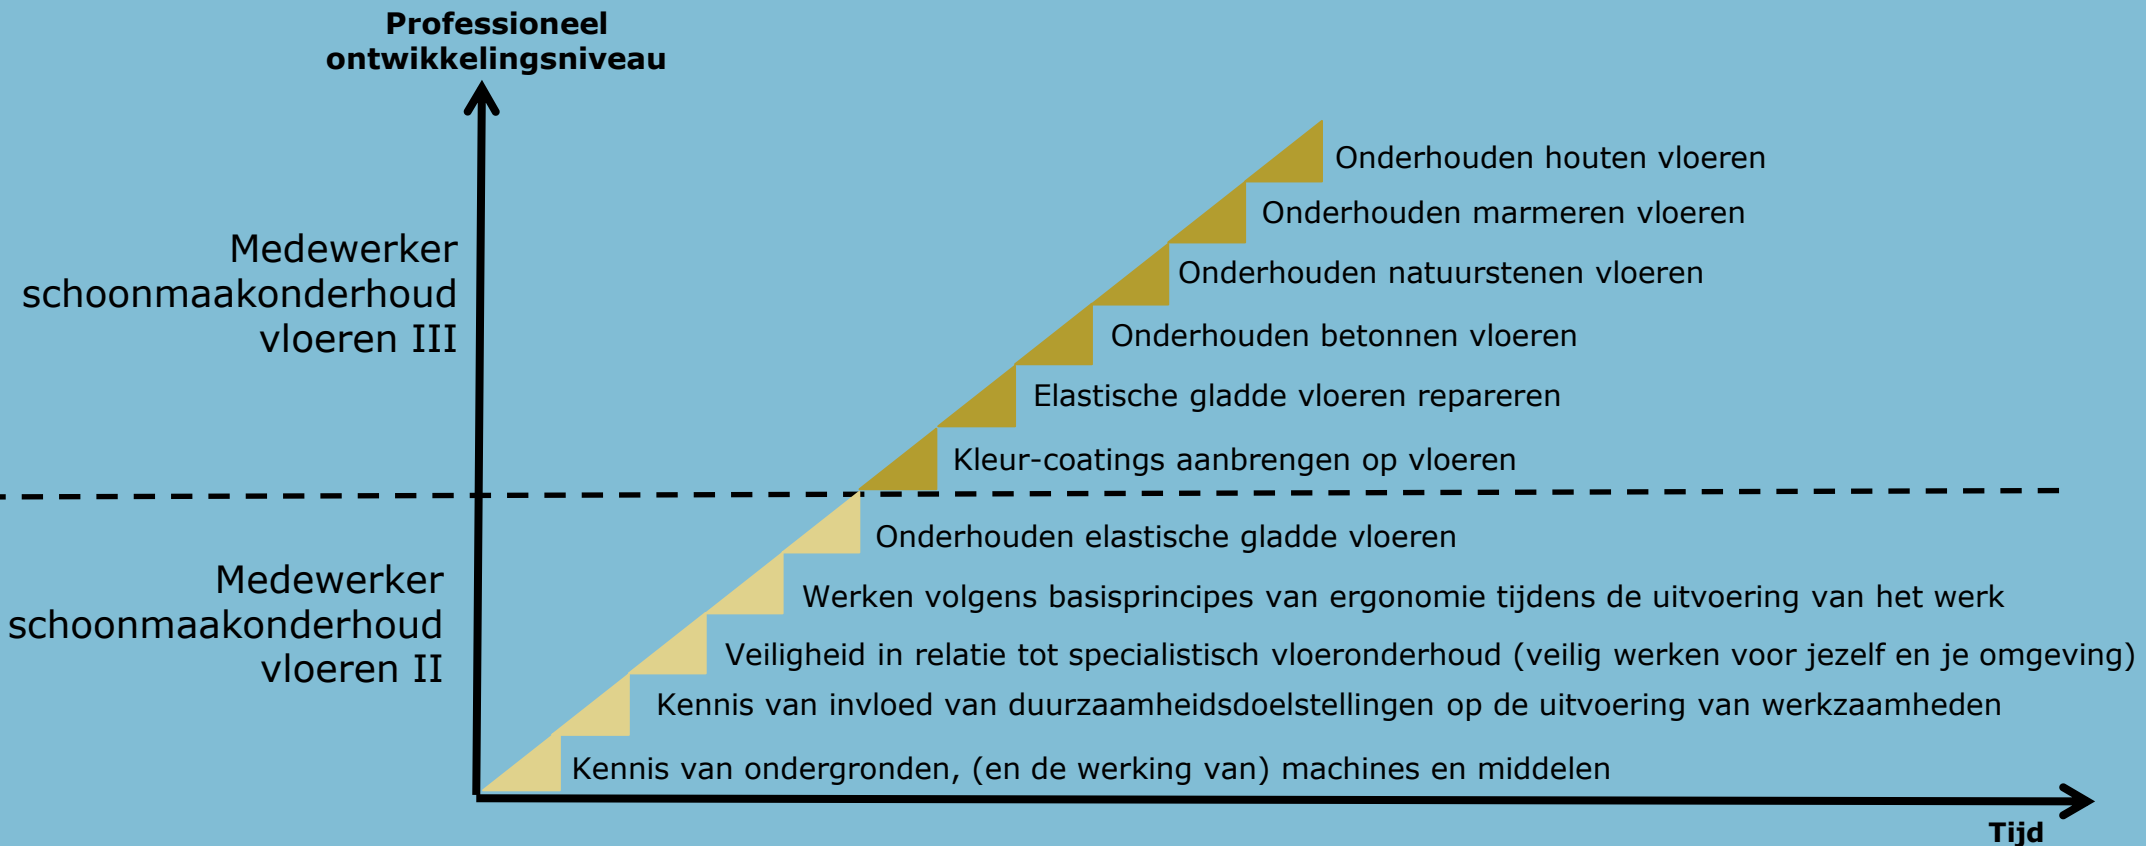 Professioneel
ontwikkelingsniveau
Onderhouden houten vloeren
Onderhouden marmeren vloeren
Medewerker
schoonmaakonderhoud
vloeren III
Onderhouden natuurstenen vloeren
Onderhouden betonnen vloeren
Elastische gladde vloeren repareren
Kleur-coatings aanbrengen op vloeren
Onderhouden elastische gladde vloeren
Medewerker
schoonmaakonderhoud
vloeren II
Werken volgens basisprincipes van ergonomie tijdens de uitvoering van het werk
Veiligheid in relatie tot specialistisch vloeronderhoud (veilig werken voor jezelf en je omgeving)
Kennis van invloed van duurzaamheidsdoelstellingen op de uitvoering van werkzaamheden
Kennis van ondergronden, (en de werking van) machines en middelen
Tijd